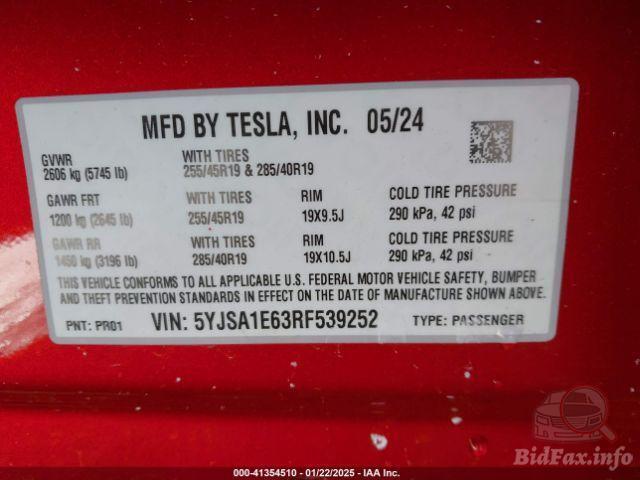 MFD BY TESLA, INC. 05/24
GVWR
2606 kg (5745 lb)
WITH TIRES
255/45R19 & 285/40R19
GAWR FRT
1200 kg (2645 lb)
WITH TIRES
255/45R19
RIM
19X9.5J
COLD TIRE PRESSURE
290 kPa, 42 psi
GAWR RR
1450 kg (3196 lb)
WITH TIRES
285/40R19
RIM
19X10.5J
COLD TIRE PRESSURE
290 kPa, 42 psi
THIS VEHICLE CONFORMS TO ALL APPLICABLE U.S. FEDERAL MOTOR VEHICLE SAFETY, BUMPER
AND THEFT PREVENTION STANDARDS IN EFFECT ON THE DATE OF MANUFACTURE SHOWN ABOVE.
PNT: PR01 VIN: 5YJSA1E63RF539252 TYPE: PASSENGER
BidFax.info
000-41354510 - 01/22/2025 - IAA Inc.